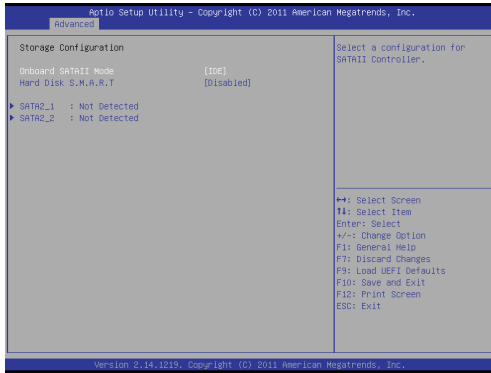 Aptio Setup Utility - Copyright (C) 2011 American Megatrends, Inc.
Advanced
Storage Configuration
Onboard SATAII Mode [IDE]
Hard Disk S.M.A.R.T [Disabled]
SATA2_1 : Not Detected
SATA2_2 : Not Detected
Select a configuration for
SATAII Controller.
↔: Select Screen
↑↓: Select Item
Enter: Select
+/-: Change Option
F1: General Help
F7: Discard Changes
F9: Load UEFI Defaults
F10: Save and Exit
F12: Print Screen
ESC: Exit
Version 2.14.1219. Copyright (C) 2011 American Megatrends, Inc.